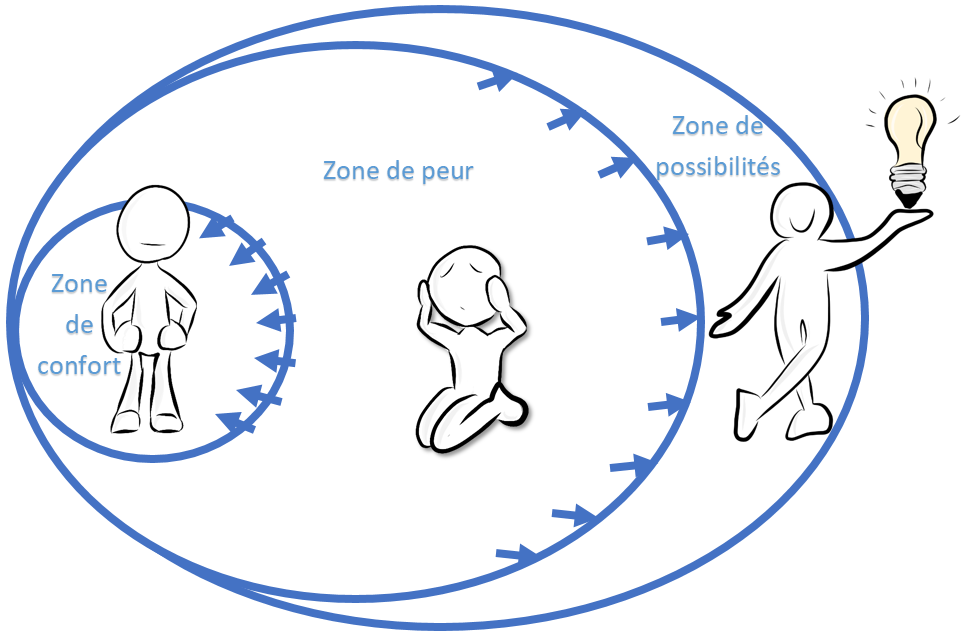 Zone
de
confort
Zone de peur
Zone de
possibilités